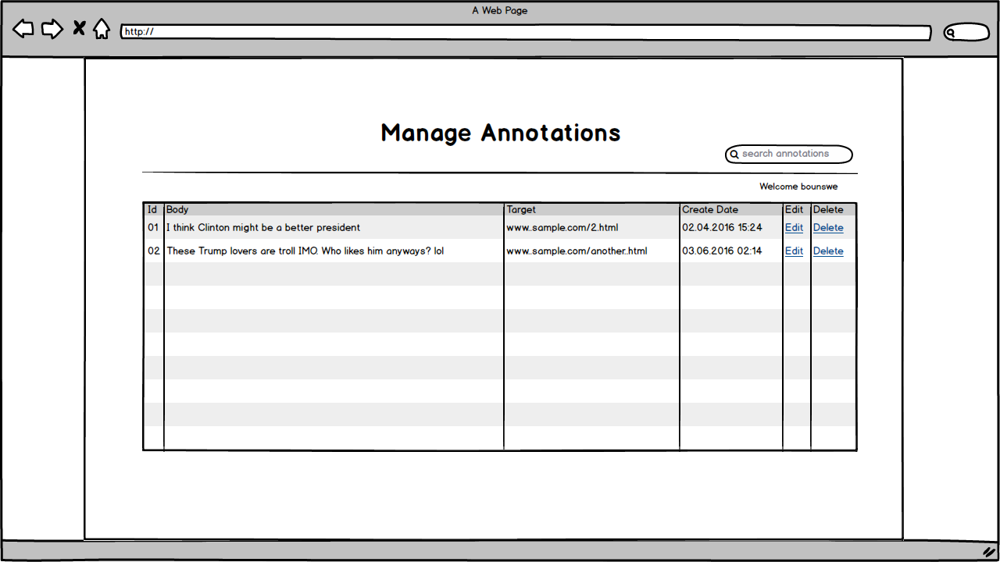 A Web Page
http://
Manage Annotations
search annotations
Welcome bounswe
Id Body Target Create Date Edit Delete
01 I think Clinton might be a better president www..sample.com/2.html 02.04.2016 15:24 Edit Delete
02 These Trump lovers are troll IMO. Who likes him anyways? lol www..sample.com/another.html 03.06.2016 02:14 Edit Delete